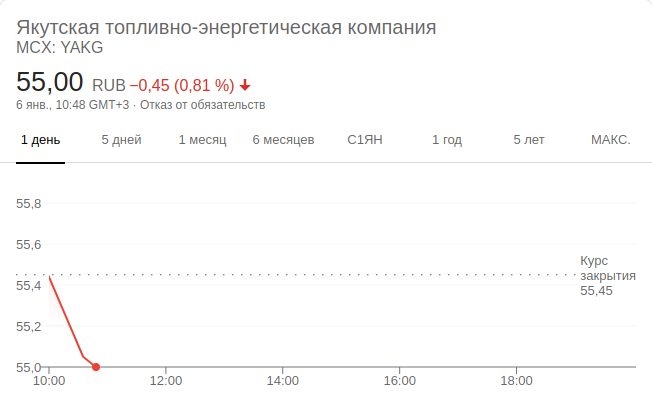 Якутская топливно-энергетическая компания
MCX: YAKG
55,00 RUB −0,45 (0,81 %)
6 янв., 10:48 GMT+3 · Отказ от обязательств
1 день 5 дней 1 месяц 6 месяцев С1ЯН 1 год 5 лет МАКС.
55,8
55,6
Курс
закрытия
55,45
55,4
55,2
55,0
10:00 12:00 14:00 16:00 18:00